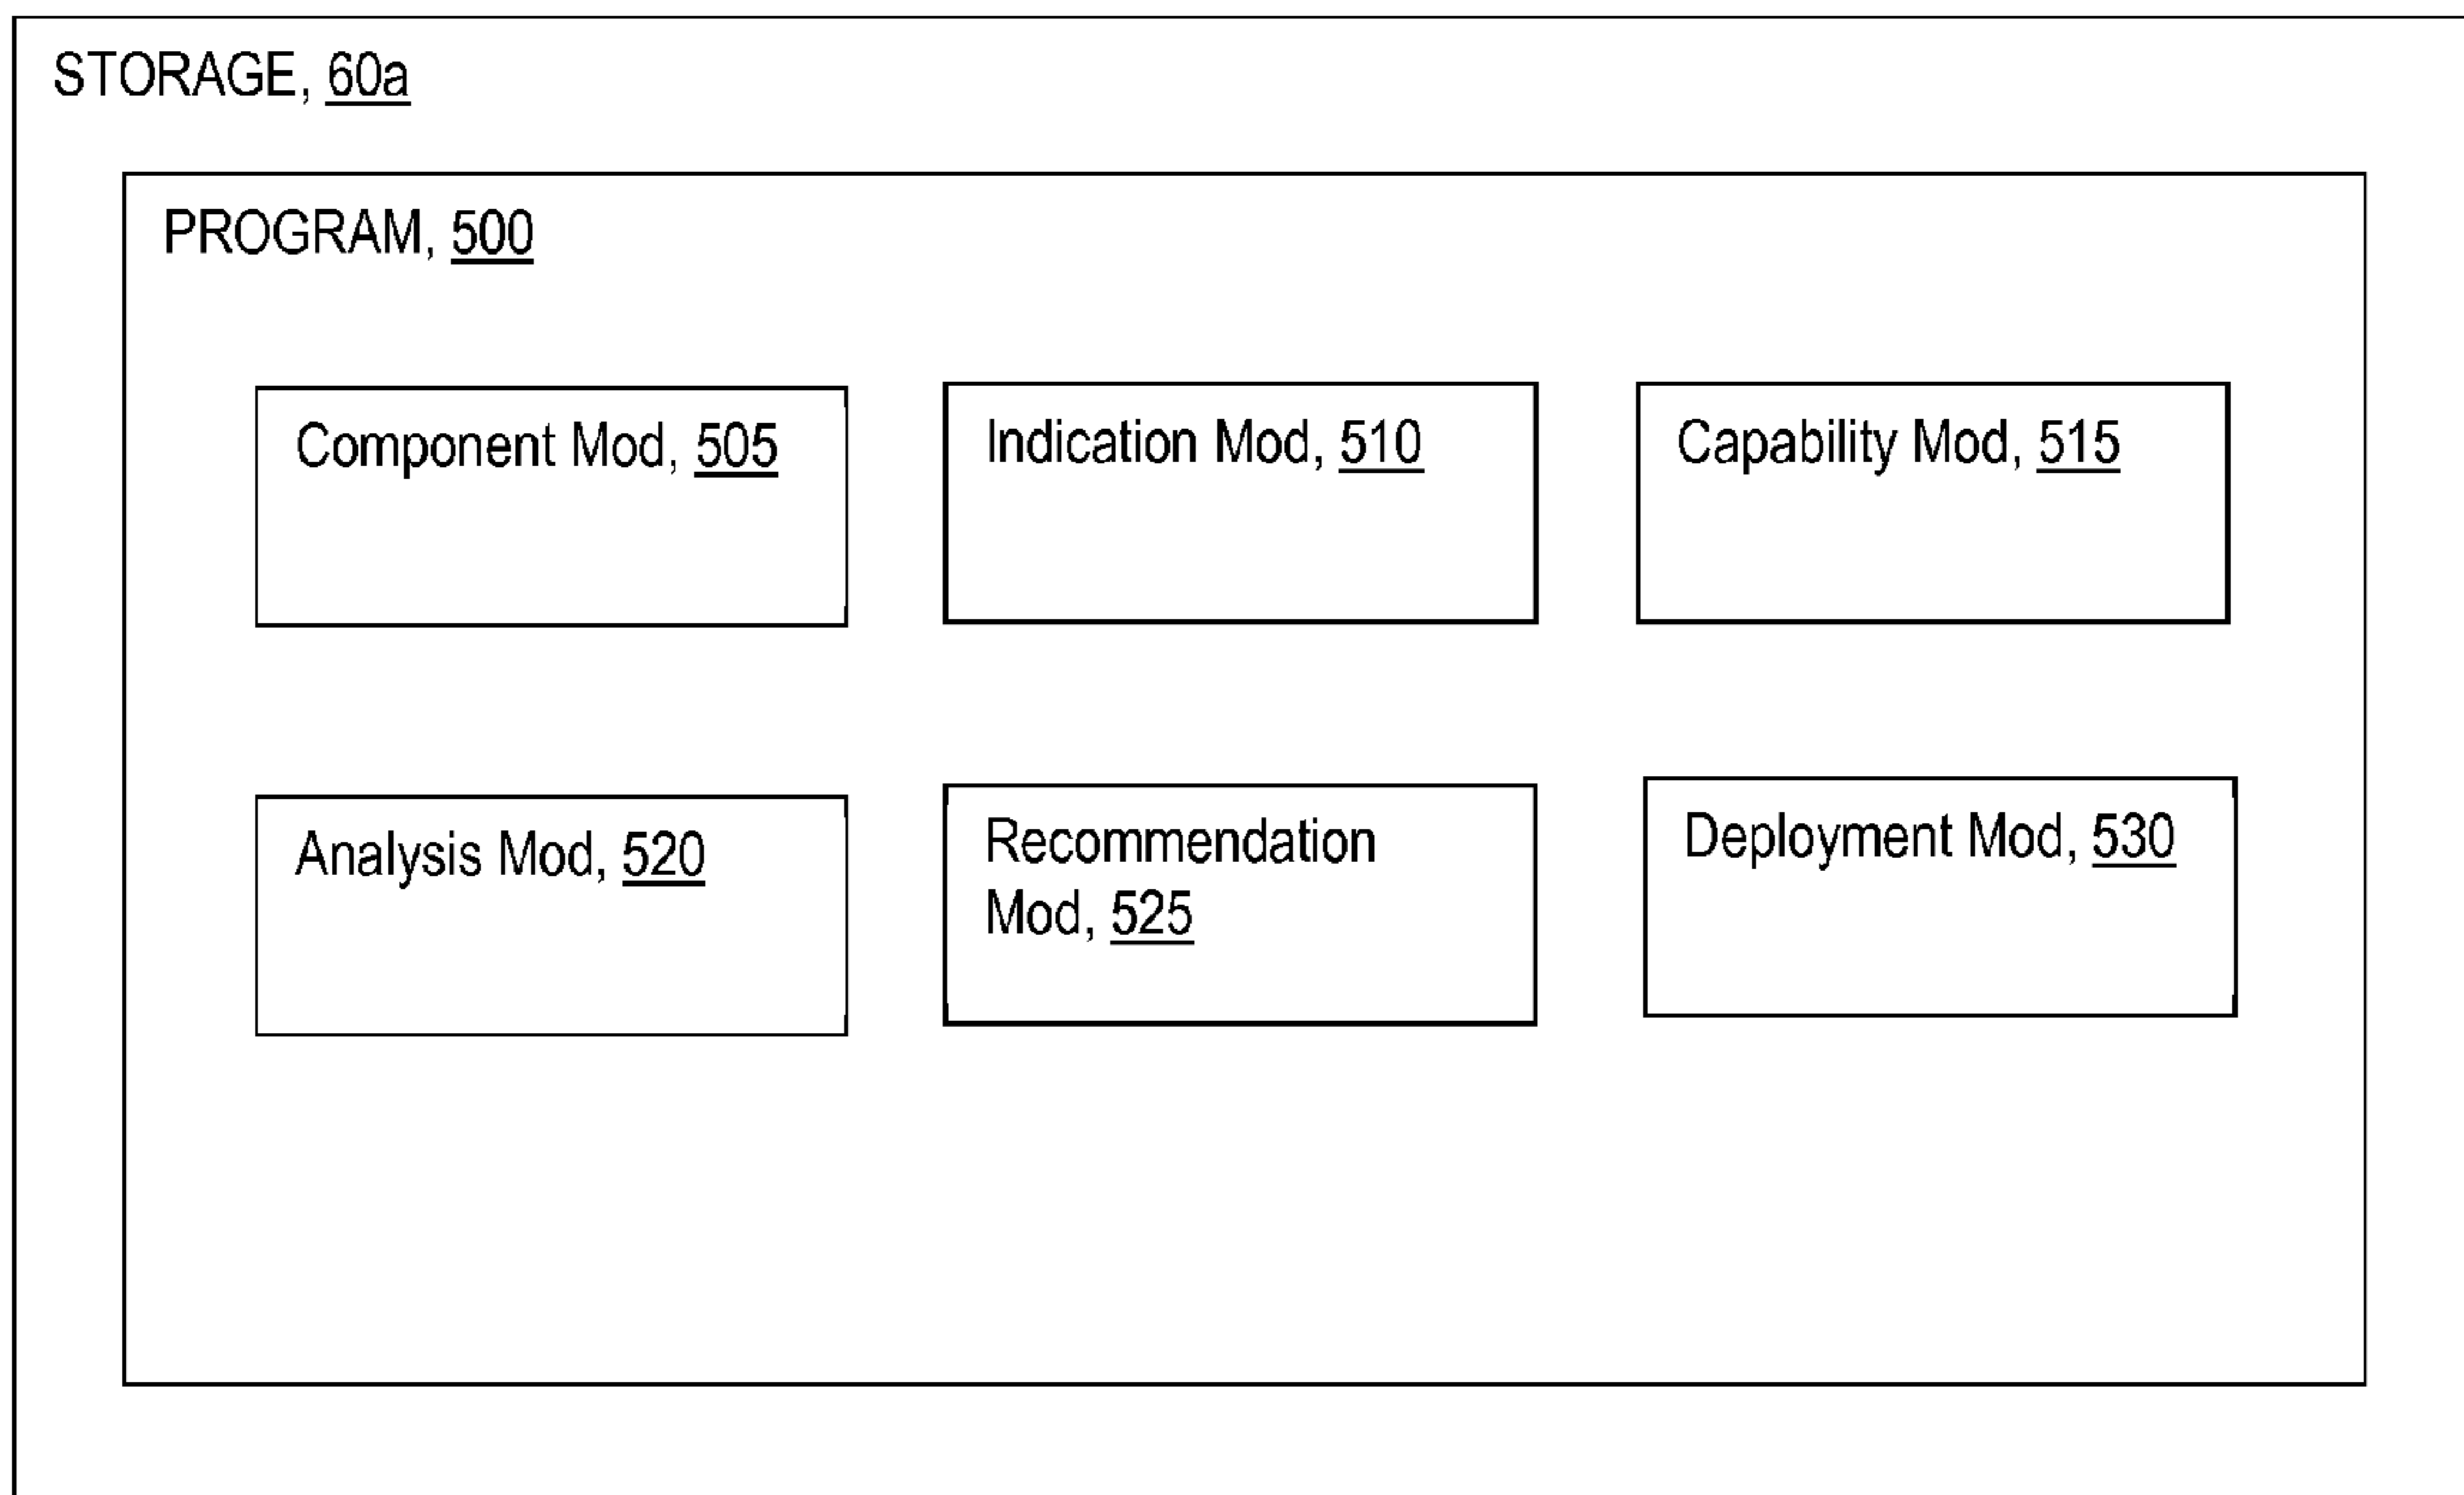 STORAGE, 60a
PROGRAM, 500
Component Mod, 505
Indication Mod, 510
Capability Mod, 515
Analysis Mod, 520
Recommendation
Mod, 525
Deployment Mod, 530